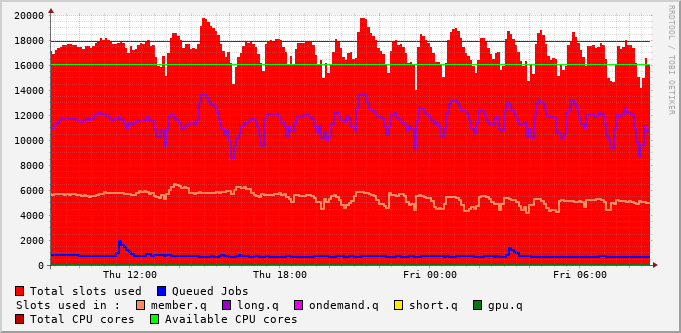 RRDTOOL / TOBI OETIKER
20000
18000
16000
14000
12000
10000
8000
6000
4000
2000
0
Thu 12:00 Thu 18:00 Fri 00:00 Fri 06:00
Total slots used Queued Jobs
Slots used in : member.q long.q ondemand.q short.q gpu.q
Total CPU cores Available CPU cores